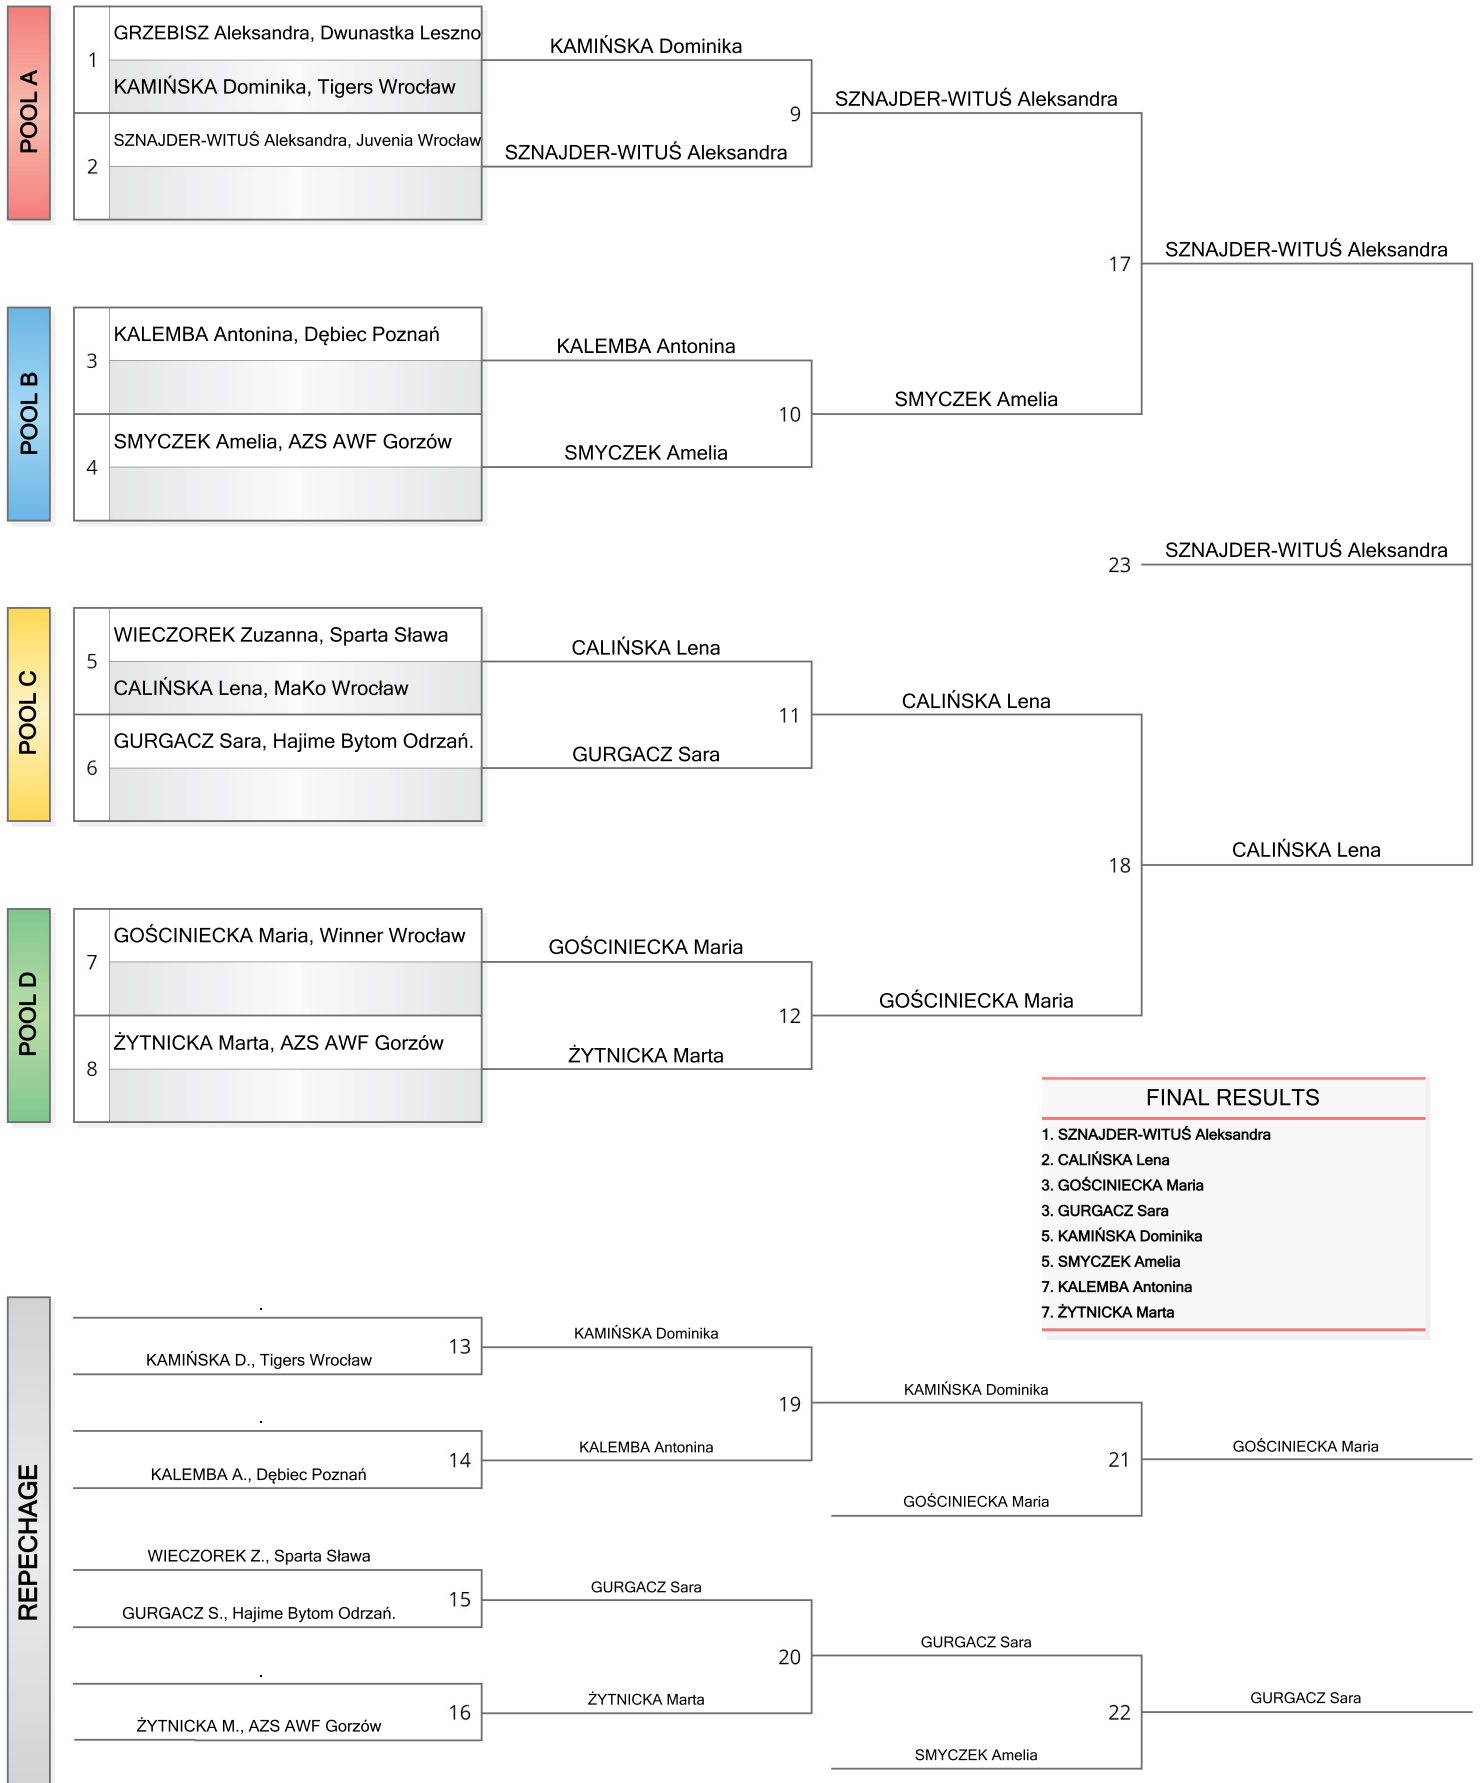 POOL A
1
GRZEBISZ Aleksandra, Dwunastka Leszno
KAMIŃSKA Dominika, Tigers Wrocław
2
SZNAJDER-WITUŚ Aleksandra, Juvenia Wrocław
KAMIŃSKA Dominika
SZNAJDER-WITUŚ Aleksandra
9
SZNAJDER-WITUŚ Aleksandra
POOL B
3
KALEMBA Antonina, Dębiec Poznań
4
SMYCZEK Amelia, AZS AWF Gorzów
KALEMBA Antonina
SMYCZEK Amelia
10
SMYCZEK Amelia
17
SZNAJDER-WITUŚ Aleksandra
23
SZNAJDER-WITUŚ Aleksandra
POOL C
5
WIECZOREK Zuzanna, Sparta Sława
CALIŃSKA Lena, MaKo Wrocław
6
GURGACZ Sara, Hajime Bytom Odrzań.
CALIŃSKA Lena
GURGACZ Sara
11
CALIŃSKA Lena
POOL D
7
GOŚCINIECKA Maria, Winner Wrocław
8
ŻYTNICKA Marta, AZS AWF Gorzów
GOŚCINIECKA Maria
ŻYTNICKA Marta
12
GOŚCINIECKA Maria
18
CALIŃSKA Lena
FINAL RESULTS
1. SZNAJDER-WITUŚ Aleksandra
2. CALIŃSKA Lena
3. GOŚCINIECKA Maria
3. GURGACZ Sara
5. KAMIŃSKA Dominika
5. SMYCZEK Amelia
7. KALEMBA Antonina
7. ŻYTNICKA Marta
REPECHAGE
.
KAMIŃSKA D., Tigers Wrocław
13
KAMIŃSKA Dominika
.
KALEMBA A., Dębiec Poznań
14
KALEMBA Antonina
19
KAMIŃSKA Dominika
GOŚCINIECKA Maria
21
GOŚCINIECKA Maria
WIECZOREK Z., Sparta Sława
GURGACZ S., Hajime Bytom Odrzań.
15
GURGACZ Sara
.
ŻYTNICKA M., AZS AWF Gorzów
16
ŻYTNICKA Marta
20
GURGACZ Sara
SMYCZEK Amelia
22
GURGACZ Sara